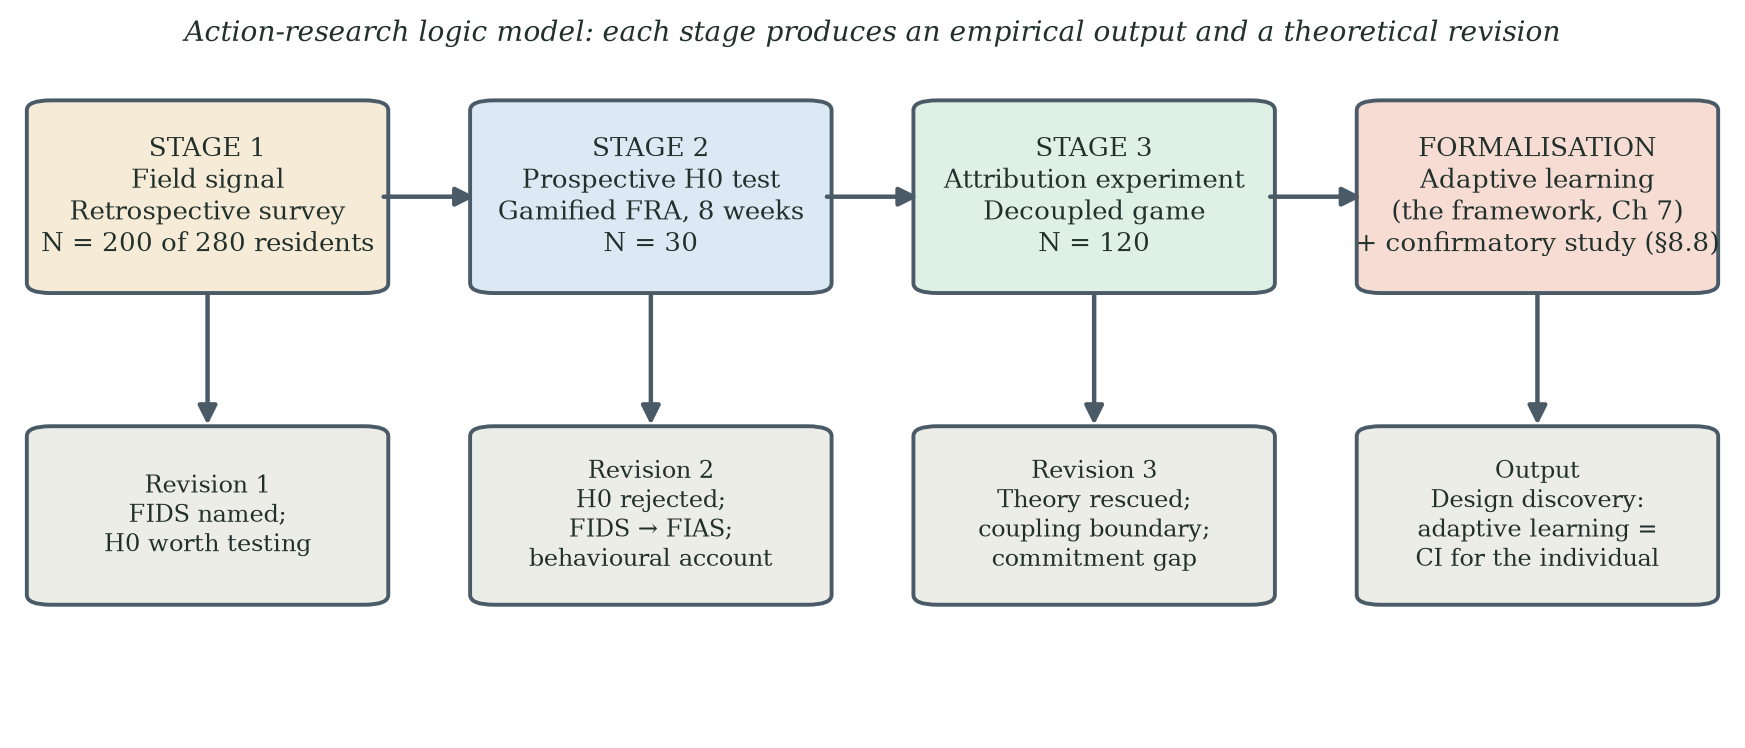 Action-research logic model: each stage produces an empirical output and a theoretical revision
STAGE 1
Field signal
Retrospective survey
N = 200 of 280 residents
STAGE 2
Prospective H0 test
Gamified FRA, 8 weeks
N = 30
STAGE 3
Attribution experiment
Decoupled game
N = 120
FORMALISATION
Adaptive learning
(the framework, Ch 7)
+ confirmatory study (§8.8)
Revision 1
FIDS named;
H0 worth testing
Revision 2
H0 rejected;
FIDS → FIAS;
behavioural account
Revision 3
Theory rescued;
coupling boundary;
commitment gap
Output
Design discovery:
adaptive learning =
CI for the individual